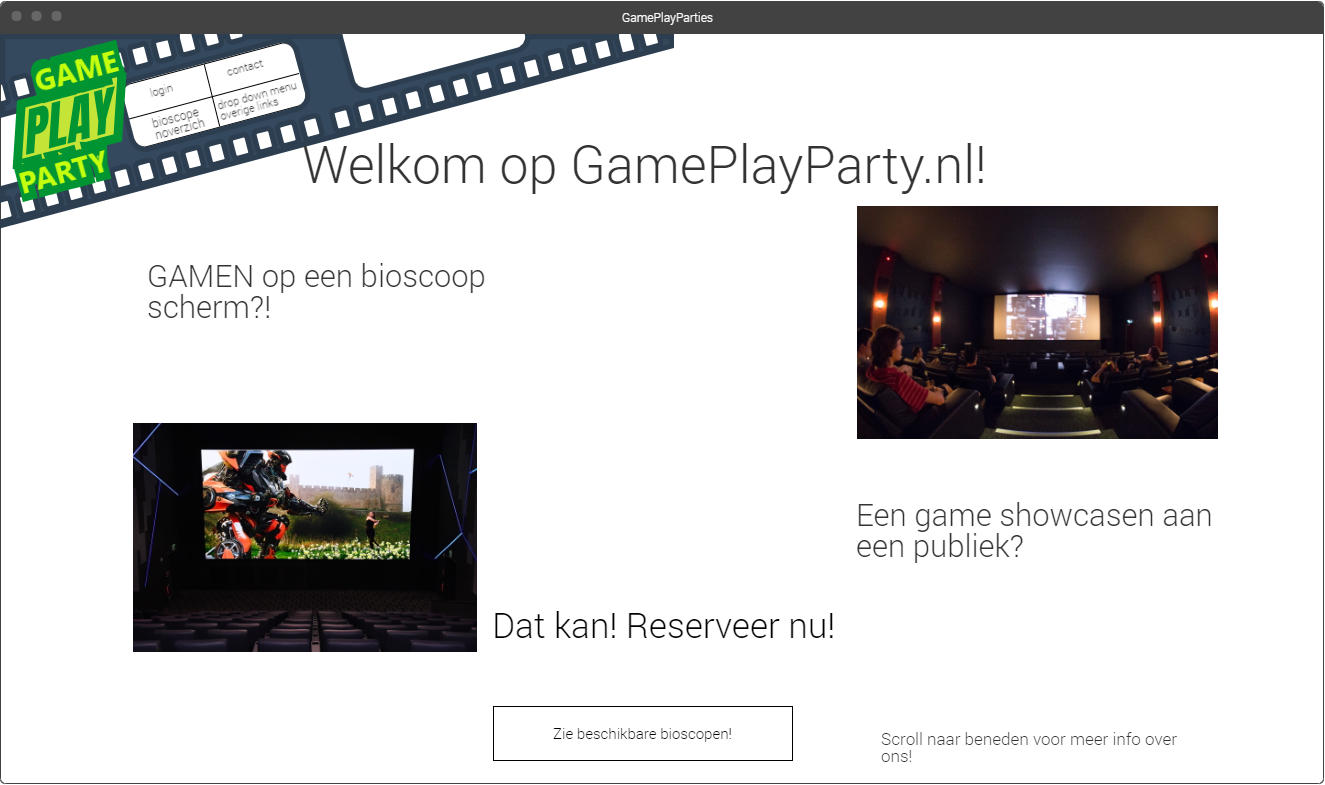 GamePlayParties
GAME
PLAY
PARTY
login
contact
bioscope
noverzich
drop down menu
overige links
Welkom op GamePlayParty.nl!
GAMEN op een bioscoop
scherm?!
Een game showcasen aan
een publiek?
Dat kan! Reserveer nu!
Zie beschikbare bioscopen!
Scroll naar beneden voor meer info over
ons!